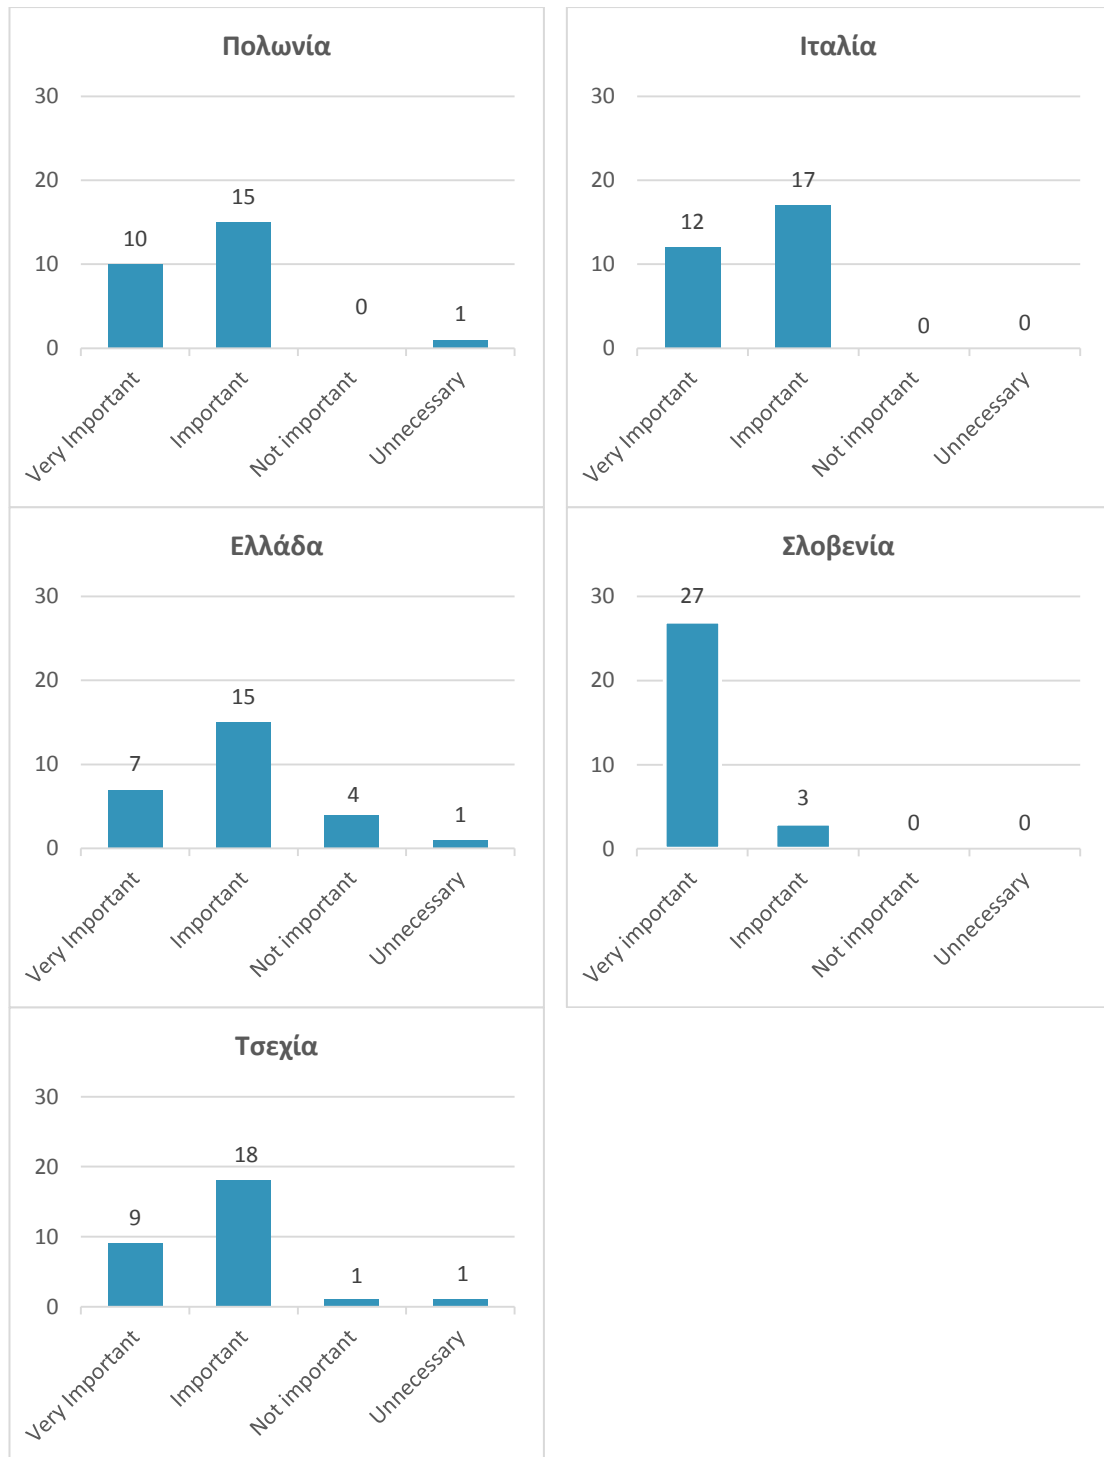 Πολωνία
30
20
10
0
10
15
0
1
Very Important
Important
Not important
Unnecessary
Ιταλία
30
20
10
0
12
17
0
0
Very Important
Important
Not important
Unnecessary
Ελλάδα
30
20
10
0
7
15
4
1
Very Important
Important
Not important
Unnecessary
Σλοβενία
30
20
10
0
27
3
0
0
Very important
Important
Not important
Unnecessary
Τσεχία
30
20
10
0
9
18
1
1
Very Important
Important
Not important
Unnecessary